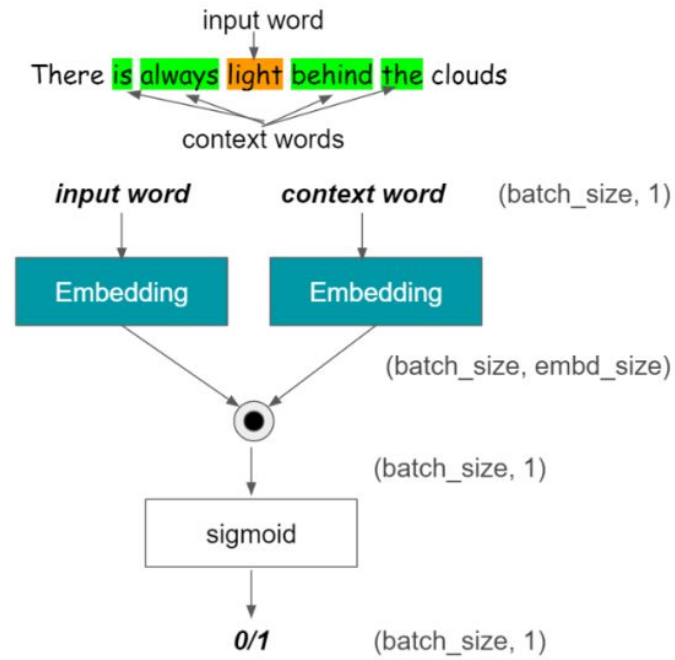 input word
There is always light behind the clouds
context words
input word context word (batch_size, 1)
Embedding Embedding
(batch_size, embd_size)
(batch_size, 1)
sigmoid
0/1 (batch_size, 1)